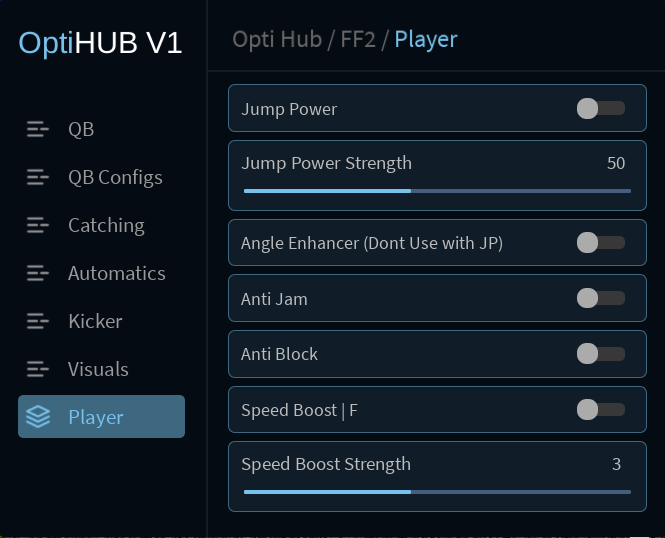 OptiHUB V1
Opti Hub / FF2 / Player
QB
QB Configs
Catching
Automatics
Kicker
Visuals
Player
Jump Power
Jump Power Strength 50
Angle Enhancer (Dont Use with JP)
Anti Jam
Anti Block
Speed Boost | F
Speed Boost Strength 3